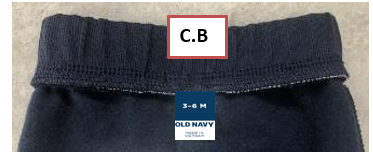 C.B
3-6 M
OLD NAVY
MADE IN
VIETNAM